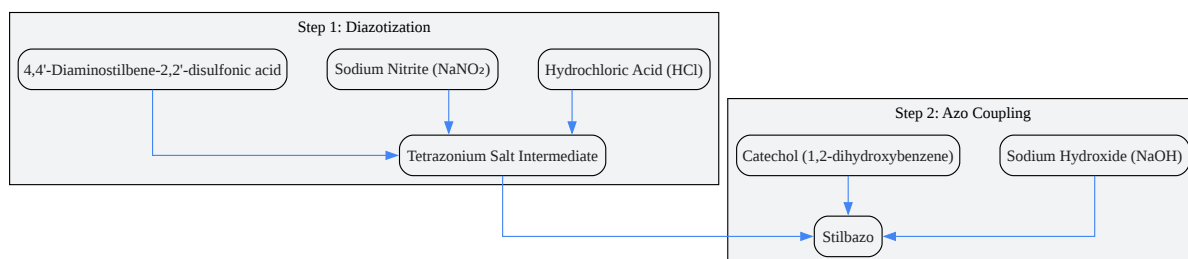 Step 1: Diazotization
4,4'-Diaminostilbene-2,2'-disulfonic acid
Sodium Nitrite (NaNO₂)
Hydrochloric Acid (HCl)
Tetrazonium Salt Intermediate
Step 2: Azo Coupling
Catechol (1,2-dihydroxybenzene)
Sodium Hydroxide (NaOH)
Stilbazo